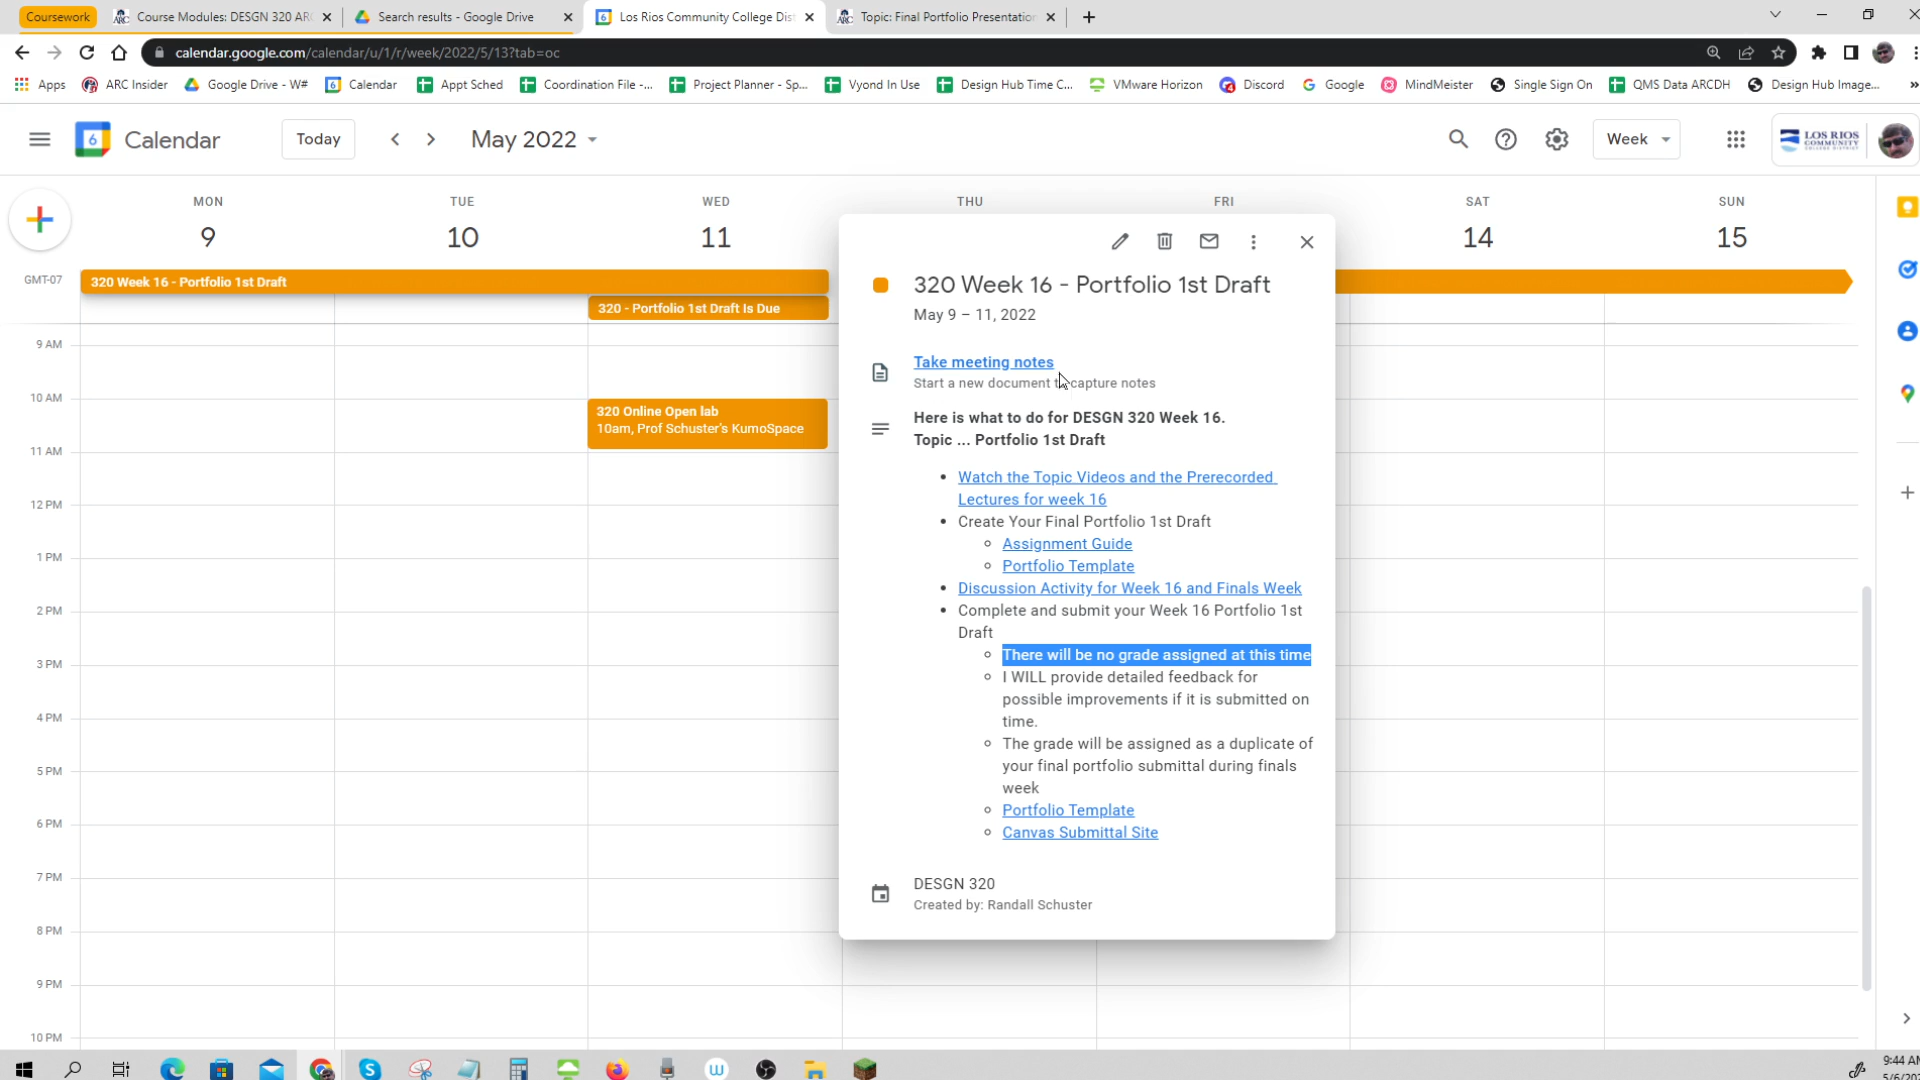 Coursework
Course Modules: DESGN 320 ARC
Search results - Google Drive
Los Rios Community College Dist
Topic: Final Portfolio Presentation
calendar.google.com/calendar/u/1/r/week/2022/5/13?tab=oc
Apps
ARC Insider
Google Drive - W#
Calendar
Appt Sched
Coordination File -...
Project Planner - Sp...
Vyond In Use
Design Hub Time C...
VMware Horizon
Discord
Google
MindMeister
Single Sign On
QMS Data ARCDH
Design Hub Image...
»
6
Calendar
Today
May 2022
Week
LOS RIOS
COMMUNITY
COLLEGE DISTRICT
MON
TUE
WED
THU
FRI
SAT
SUN
9
10
11
14
15
GMT-07
320 Week 16 - Portfolio 1st Draft
320 - Portfolio 1st Draft Is Due
9 AM
10 AM
11 AM
12 PM
1 PM
2 PM
3 PM
4 PM
5 PM
6 PM
7 PM
8 PM
9 PM
10 PM
320 Online Open lab
10am, Prof Schuster's KumoSpace
320 Week 16 - Portfolio 1st Draft
May 9 – 11, 2022
Take meeting notes
Start a new document to capture notes
Here is what to do for DESGN 320 Week 16.
Topic ... Portfolio 1st Draft
Watch the Topic Videos and the Prerecorded
Lectures for week 16
Create Your Final Portfolio 1st Draft
Assignment Guide
Portfolio Template
Discussion Activity for Week 16 and Finals Week
Complete and submit your Week 16 Portfolio 1st
Draft
There will be no grade assigned at this time
I WILL provide detailed feedback for
possible improvements if it is submitted on
time.
The grade will be assigned as a duplicate of
your final portfolio submittal during finals
week
Portfolio Template
Canvas Submittal Site
DESGN 320
Created by: Randall Schuster
9:44 AM
5/6/202